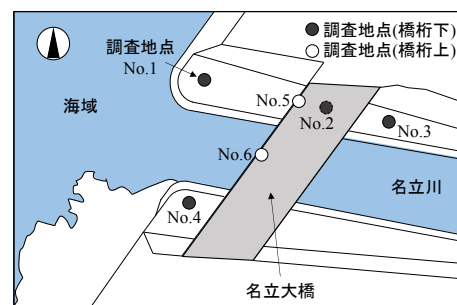 ● 調査地点(橋桁下)
○ 調査地点(橋桁上)
調査地点
No.1
海域
No.5
No.2
No.3
No.6
名立川
No.4
名立大橋